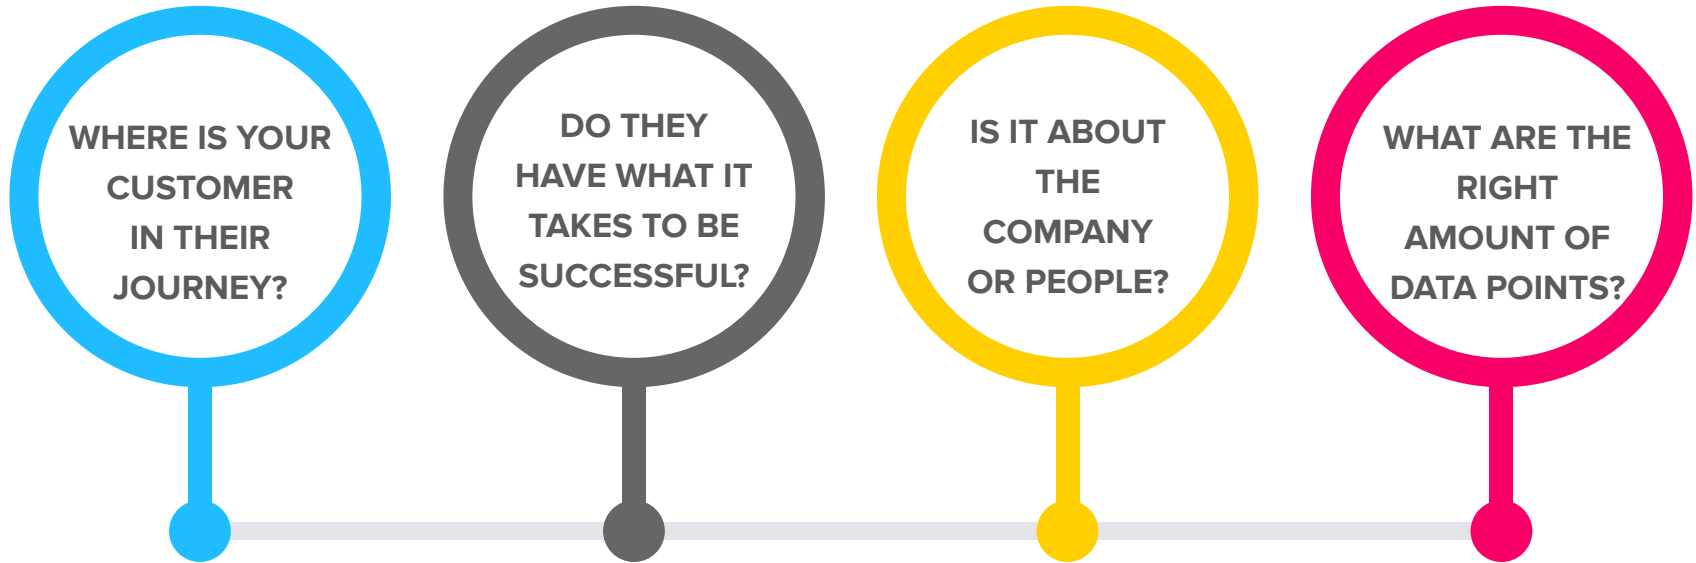 WHERE IS YOUR
CUSTOMER
IN THEIR
JOURNEY?
DO THEY
HAVE WHAT IT
TAKES TO BE
SUCCESSFUL?
IS IT ABOUT
THE
COMPANY
OR PEOPLE?
WHAT ARE THE
RIGHT
AMOUNT OF
DATA POINTS?